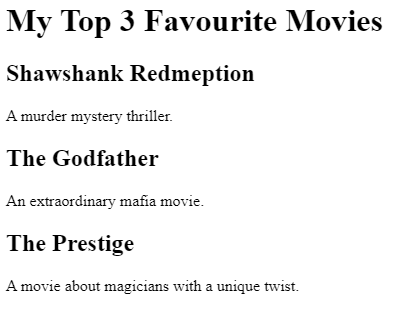 My Top 3 Favourite Movies
Shawshank Redmeption
A murder mystery thriller.
The Godfather
An extraordinary mafia movie.
The Prestige
A movie about magicians with a unique twist.